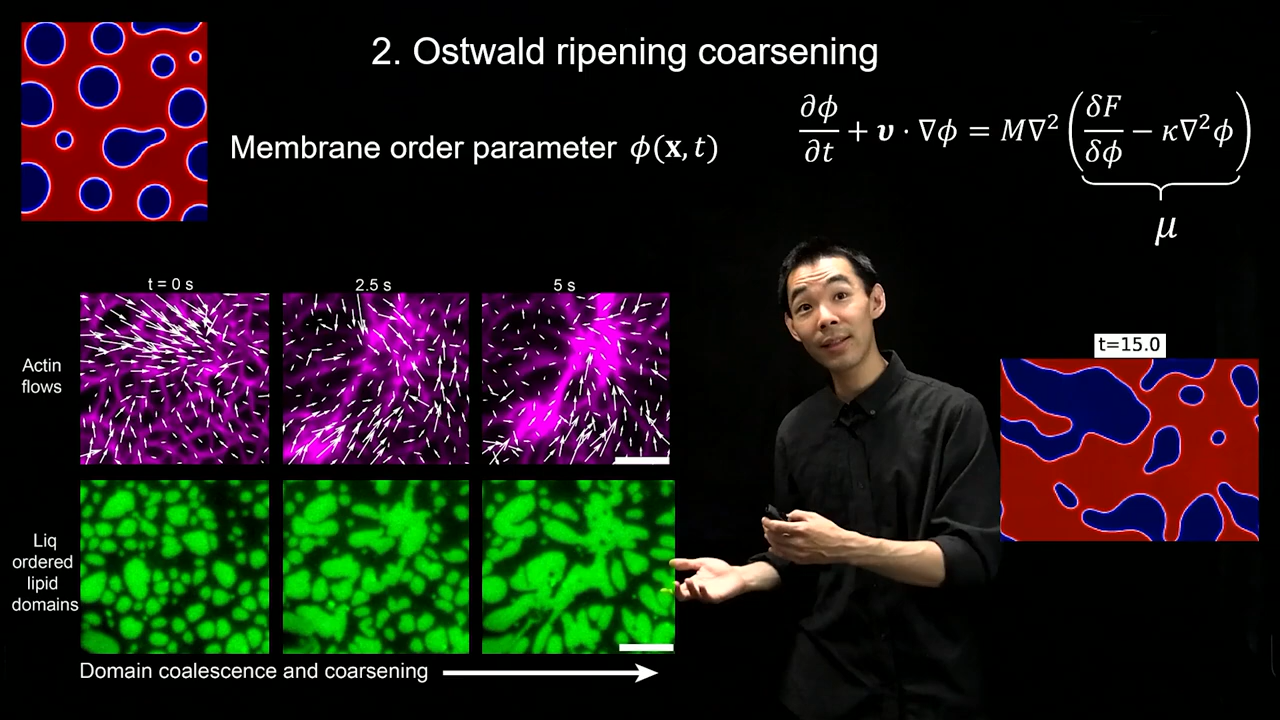 2. Ostwald ripening coarsening
Membrane order parameter ϕ(x, t)
∂ϕ/∂t + υ · ∇ϕ = M∇² (δF/δϕ − κ∇²ϕ)
μ
t = 0 s
2.5 s
5 s
Actin
flows
t=15.0
Liq
ordered
lipid
domains
Domain coalescence and coarsening